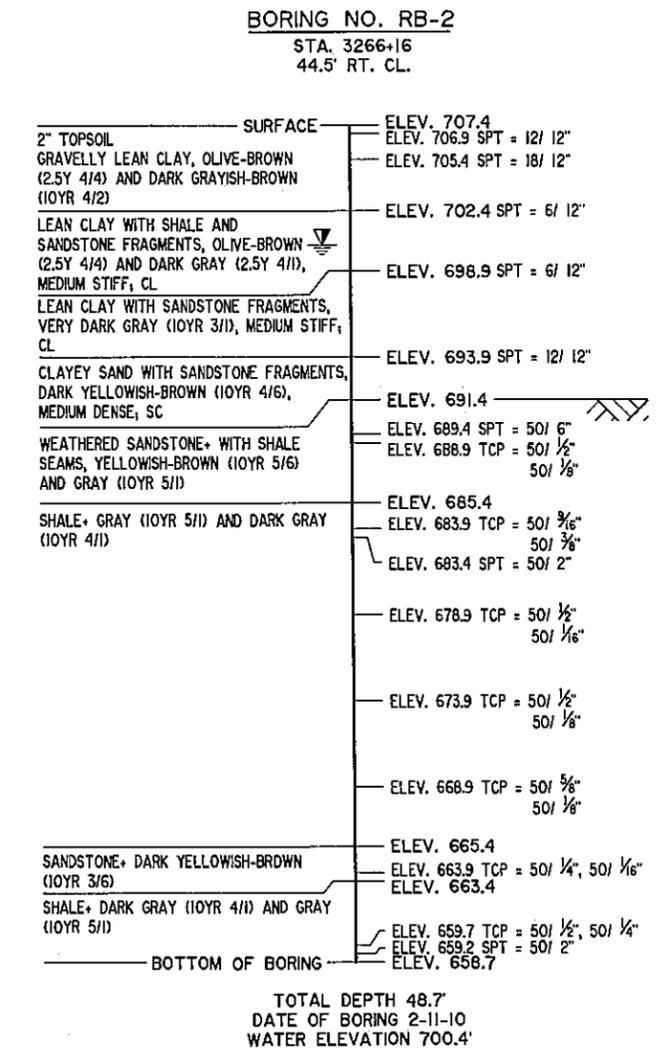 BORING NO. RB-2
STA. 3266+16
44.5' RT. CL.
SURFACE
ELEV. 707.4
2" TOPSOIL
ELEV. 706.9 SPT = 12/ 12"
GRAVELLY LEAN CLAY, OLIVE-BROWN
ELEV. 705.4 SPT = 18/ 12"
(2.5Y 4/4) AND DARK GRAYISH-BROWN
(10YR 4/2)
ELEV. 702.4 SPT = 6/ 12"
LEAN CLAY WITH SHALE AND
SANDSTONE FRAGMENTS, OLIVE-BROWN
(2.5Y 4/4) AND DARK GRAY (2.5Y 4/1),
MEDIUM STIFF; CL
ELEV. 698.9 SPT = 6/ 12"
LEAN CLAY WITH SANDSTONE FRAGMENTS,
VERY DARK GRAY (10YR 3/1), MEDIUM STIFF;
CL
ELEV. 693.9 SPT = 12/ 12"
CLAYEY SAND WITH SANDSTONE FRAGMENTS,
DARK YELLOWISH-BROWN (10YR 4/6),
MEDIUM DENSE; SC
ELEV. 691.4
ELEV. 689.4 SPT = 50/ 6"
WEATHERED SANDSTONE+ WITH SHALE
SEAMS, YELLOWISH-BROWN (10YR 5/6)
AND GRAY (10YR 5/1)
ELEV. 688.9 TCP = 50/ 1/2"
50/ 1/8"
ELEV. 685.4
SHALE+ GRAY (10YR 5/1) AND DARK GRAY
(10YR 4/1)
ELEV. 683.9 TCP = 50/ 9/16"
50/ 3/8"
ELEV. 683.4 SPT = 50/ 2"
ELEV. 678.9 TCP = 50/ 1/2"
50/ 1/16"
ELEV. 673.9 TCP = 50/ 1/2"
50/ 1/8"
ELEV. 668.9 TCP = 50/ 5/8"
50/ 1/8"
ELEV. 665.4
SANDSTONE+ DARK YELLOWISH-BROWN
(10YR 3/6)
ELEV. 663.9 TCP = 50/ 1/4", 50/ 1/16"
ELEV. 663.4
SHALE+ DARK GRAY (10YR 4/1) AND GRAY
(10YR 5/1)
ELEV. 659.7 TCP = 50/ 1/2", 50/ 1/4"
ELEV. 659.2 SPT = 50/ 2"
BOTTOM OF BORING
ELEV. 658.7
TOTAL DEPTH 48.7'
DATE OF BORING 2-11-10
WATER ELEVATION 700.4'